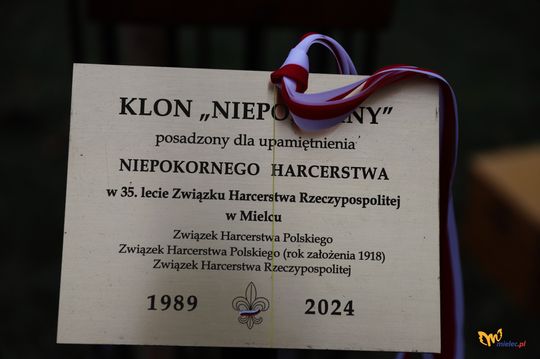 KLON „NIEPO NY”
posadzony dla upamiętnienia
NIEPOKORNEGO HARCERSTWA
w 35. lecie Związku Harcerstwa Rzeczypospolitej
w Mielcu
Związek Harcerstwa Polskiego
Związek Harcerstwa Polskiego (rok założenia 1918)
Związek Harcerstwa Rzeczypospolitej
1989 2024
mielec.pl